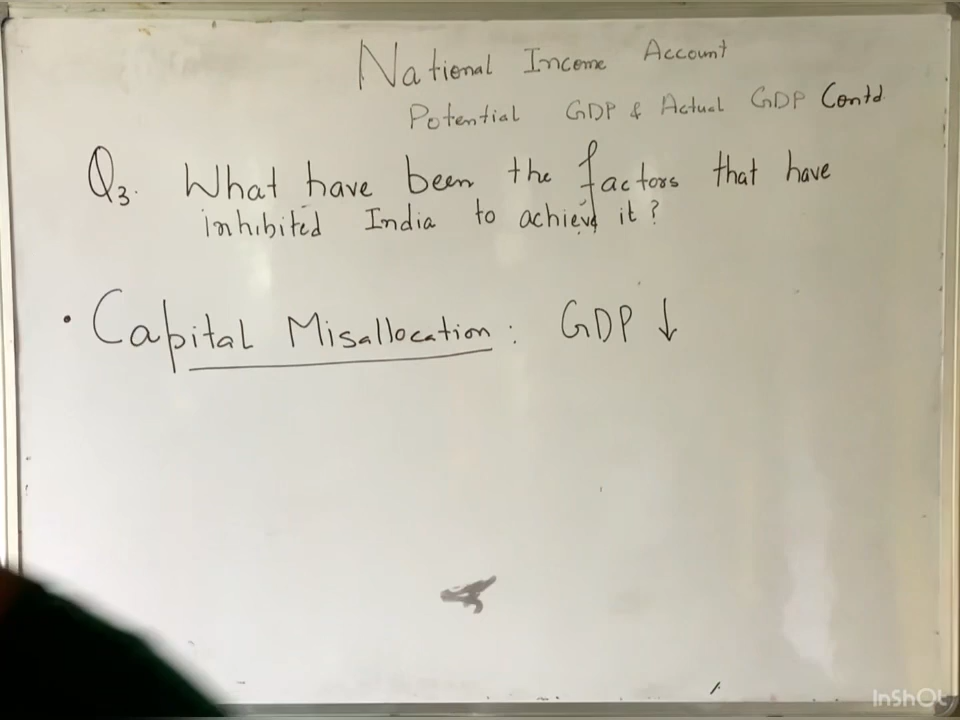 National Income Account
Potential GDP & Actual GDP Contd.
Q3. What have been the factors that have
inhibited India to achieve it?
• Capital Misallocation: GDP ↓
InShOt